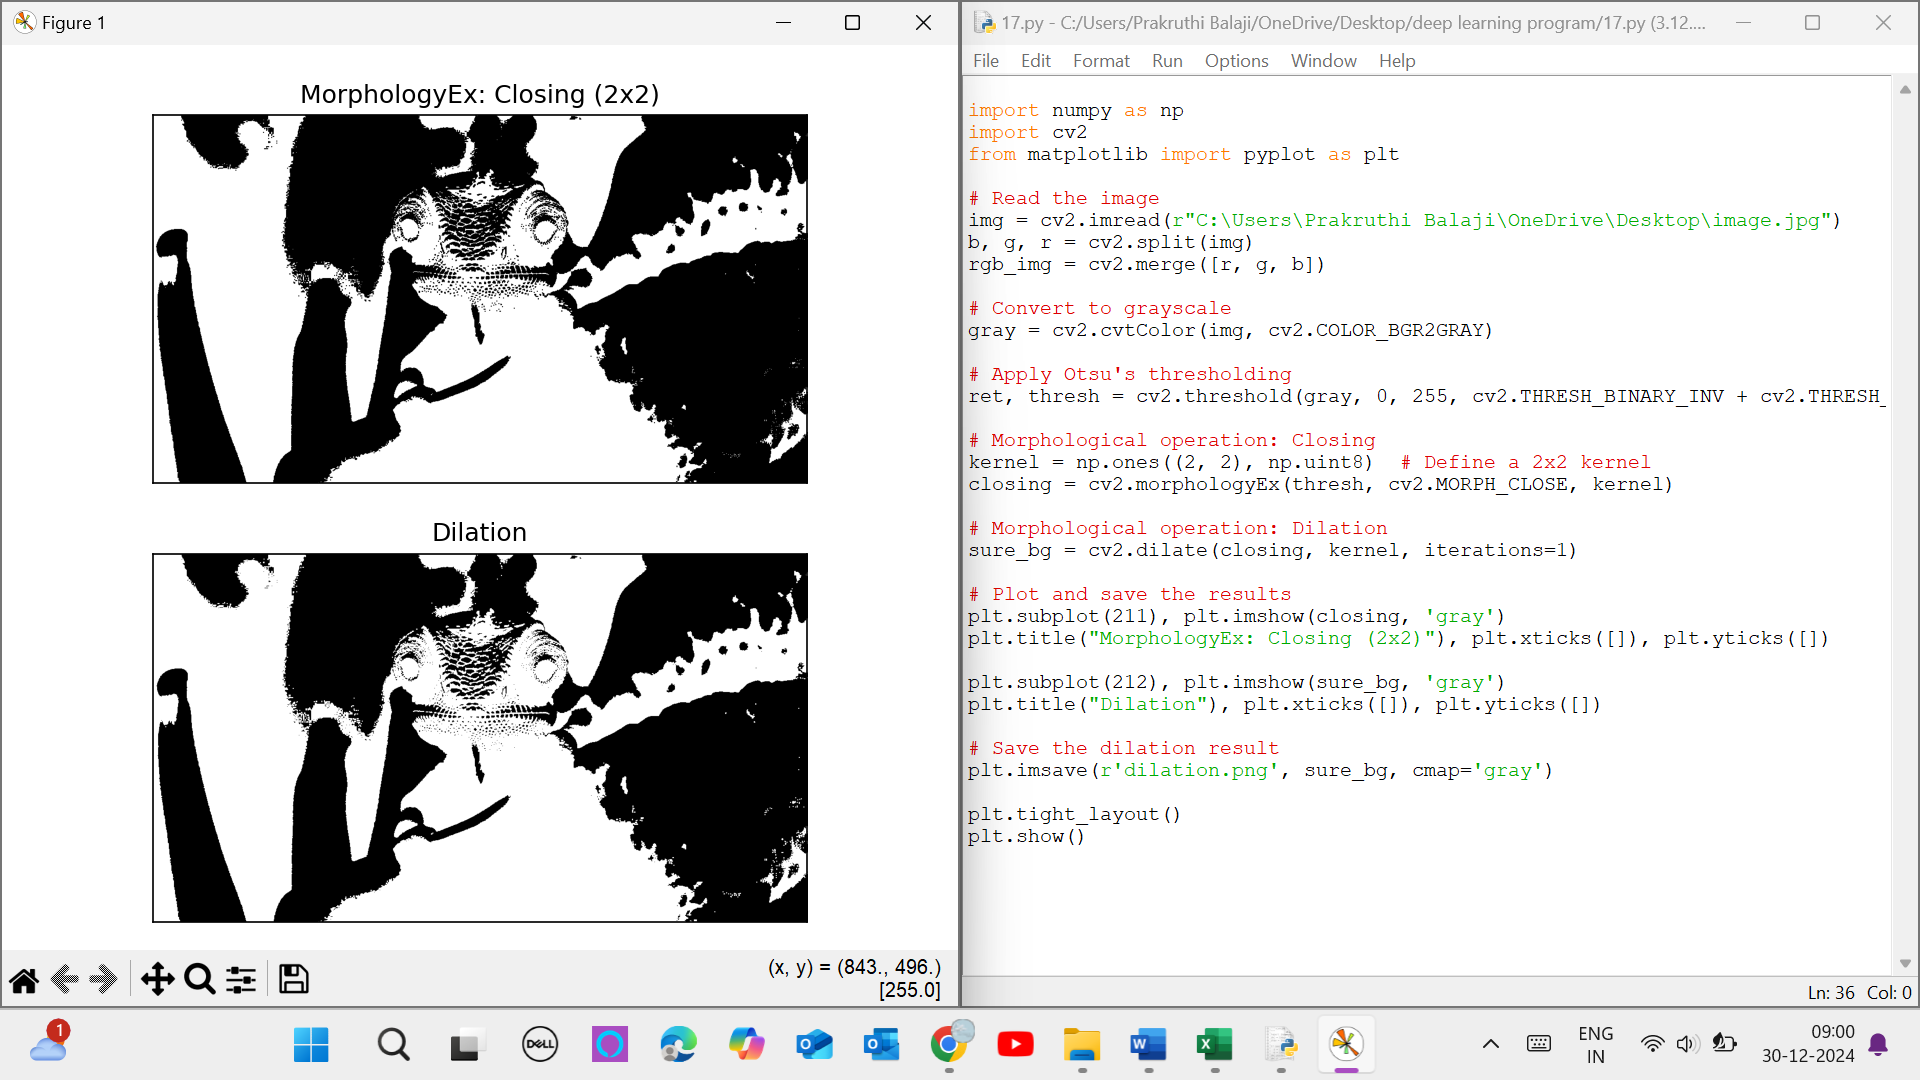 Figure 1
MorphologyEx: Closing (2x2)
Dilation
(x, y) = (843., 496.)
[255.0]
17.py - C:/Users/Prakruthi Balaji/OneDrive/Desktop/deep learning program/17.py (3.12....
File Edit Format Run Options Window Help
import numpy as np
import cv2
from matplotlib import pyplot as plt
# Read the image
img = cv2.imread(r"C:\Users\Prakruthi Balaji\OneDrive\Desktop\image.jpg")
b, g, r = cv2.split(img)
rgb_img = cv2.merge([r, g, b])
# Convert to grayscale
gray = cv2.cvtColor(img, cv2.COLOR_BGR2GRAY)
# Apply Otsu's thresholding
ret, thresh = cv2.threshold(gray, 0, 255, cv2.THRESH_BINARY_INV + cv2.THRESH_
# Morphological operation: Closing
kernel = np.ones((2, 2), np.uint8)  # Define a 2x2 kernel
closing = cv2.morphologyEx(thresh, cv2.MORPH_CLOSE, kernel)
# Morphological operation: Dilation
sure_bg = cv2.dilate(closing, kernel, iterations=1)
# Plot and save the results
plt.subplot(211), plt.imshow(closing, 'gray')
plt.title("MorphologyEx: Closing (2x2)"), plt.xticks([]), plt.yticks([])
plt.subplot(212), plt.imshow(sure_bg, 'gray')
plt.title("Dilation"), plt.xticks([]), plt.yticks([])
# Save the dilation result
plt.imsave(r'dilation.png', sure_bg, cmap='gray')
plt.tight_layout()
plt.show()
Ln: 36 Col: 0
1
DELL
ENG
IN
09:00
30-12-2024